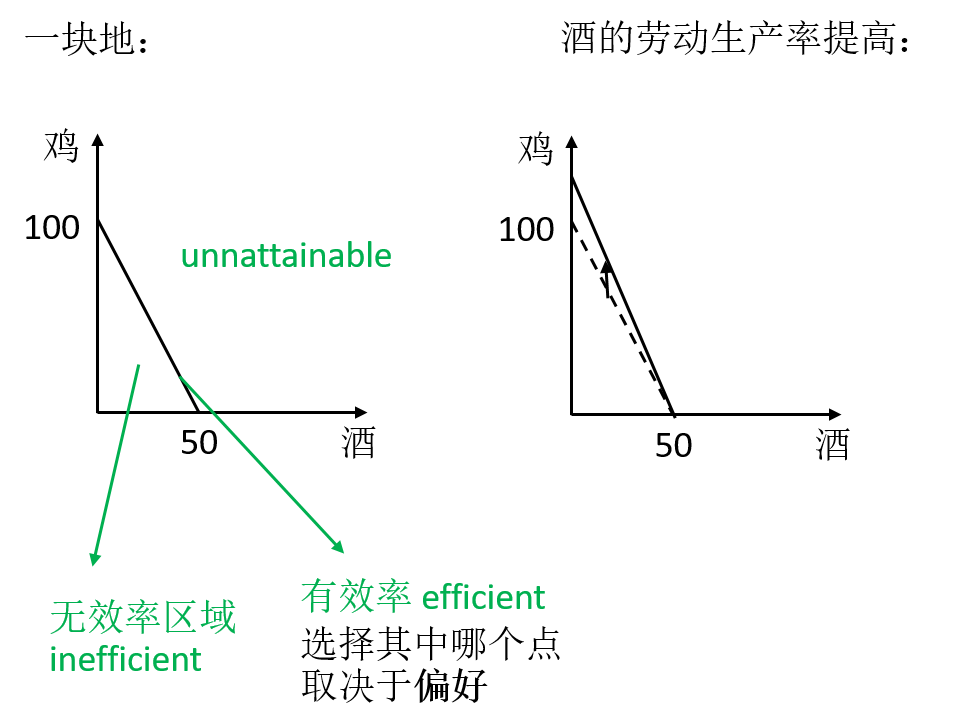 一块地：
鸡
100
unnattainable
50
酒
无效率区域
inefficient
有效率 efficient
选择其中哪个点
取决于偏好
酒的劳动生产率提高：
鸡
100
50
酒